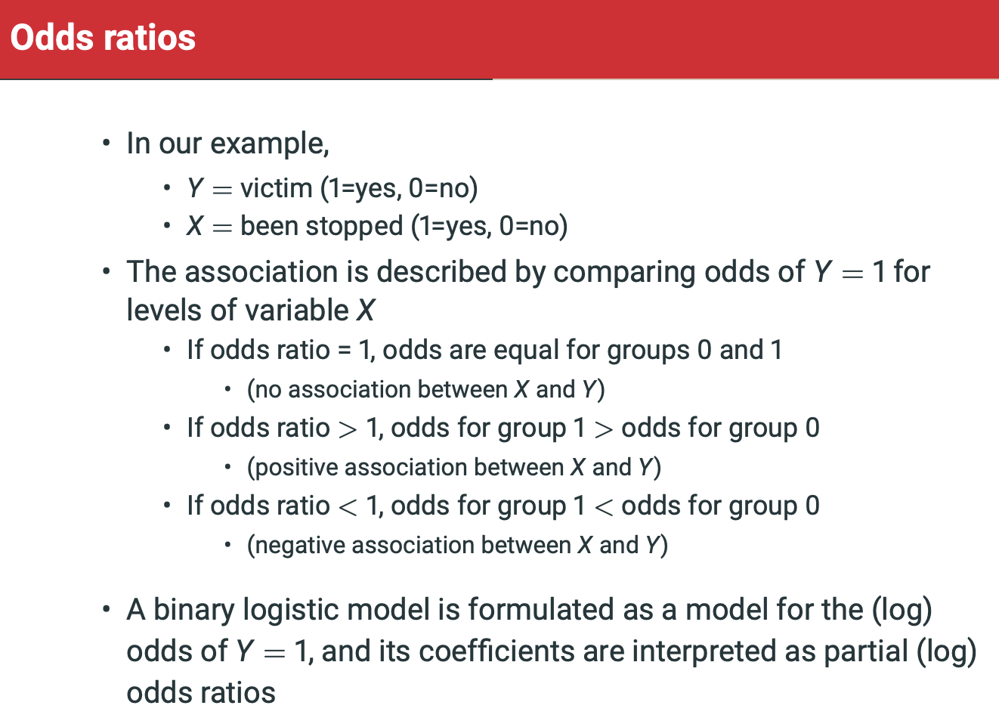 Odds ratios
• In our example,
• Y = victim (1=yes, 0=no)
• X = been stopped (1=yes, 0=no)
• The association is described by comparing odds of Y = 1 for
levels of variable X
• If odds ratio = 1, odds are equal for groups 0 and 1
• (no association between X and Y)
• If odds ratio > 1, odds for group 1 > odds for group 0
• (positive association between X and Y)
• If odds ratio < 1, odds for group 1 < odds for group 0
• (negative association between X and Y)
• A binary logistic model is formulated as a model for the (log)
odds of Y = 1, and its coefficients are interpreted as partial (log)
odds ratios